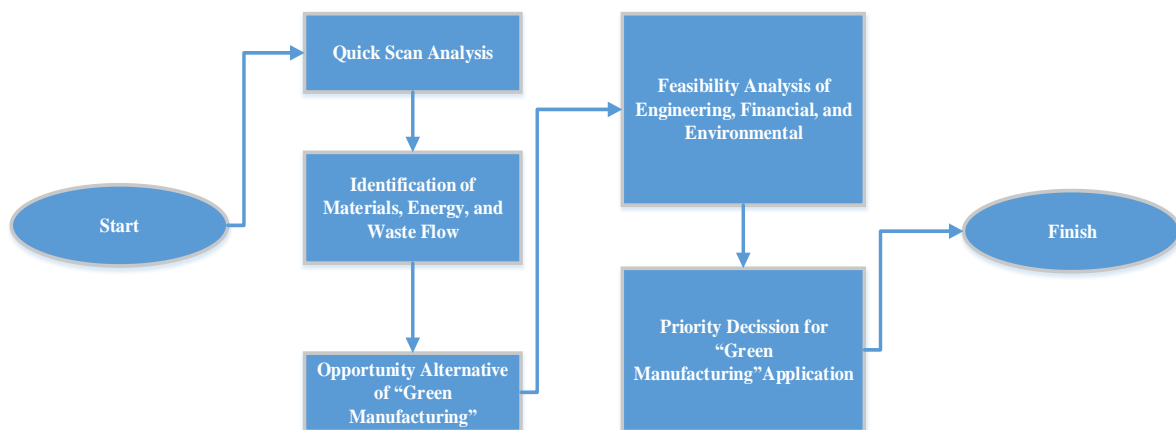 Start
Quick Scan Analysis
Identification of
Materials, Energy, and
Waste Flow
Opportunity Alternative
of “Green
Manufacturing”
Feasibility Analysis of
Engineering, Financial, and
Environmental
Priority Decission for
“Green
Manufacturing”Application
Finish